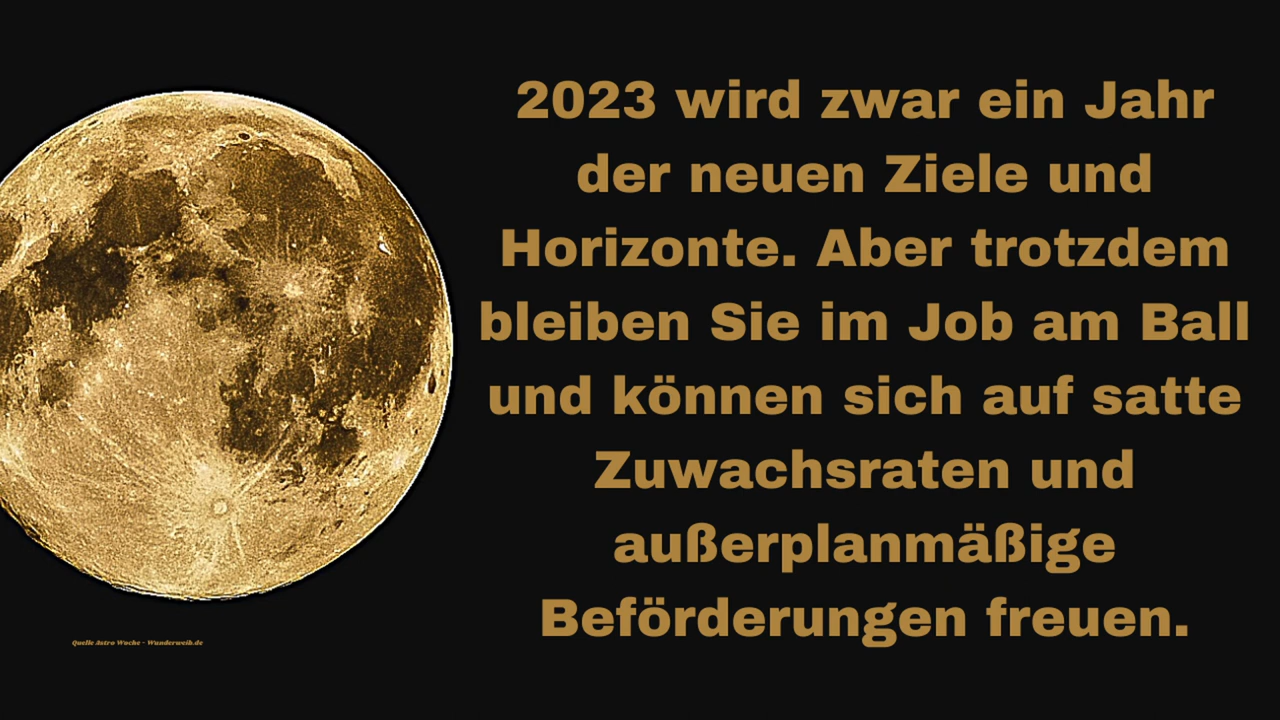 2023 wird zwar ein Jahr
der neuen Ziele und
Horizonte. Aber trotzdem
bleiben Sie im Job am Ball
und können sich auf satte
Zuwachsraten und
außerplanmäßige
Beförderungen freuen.
Quelle Astro Woche - Wunderweib.de